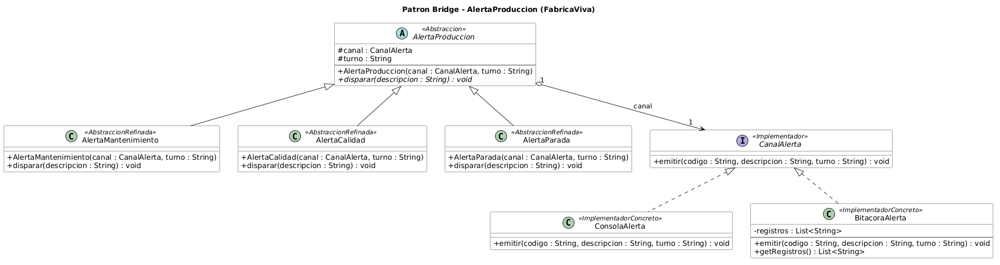 Patron Bridge - AlertaProduccion (FabricaViva)
A
«Abstraccion»
AlertaProduccion
#canal : CanalAlerta
#turno : String
+AlertaProduccion(canal : CanalAlerta, turno : String)
+disparar(descripcion : String) : void
1
canal
1
C
«AbstraccionRefinada»
AlertaMantenimiento
+AlertaMantenimiento(canal : CanalAlerta, turno : String)
+disparar(descripcion : String) : void
C
«AbstraccionRefinada»
AlertaCalidad
+AlertaCalidad(canal : CanalAlerta, turno : String)
+disparar(descripcion : String) : void
C
«AbstraccionRefinada»
AlertaParada
+AlertaParada(canal : CanalAlerta, turno : String)
+disparar(descripcion : String) : void
I
«Implementador»
CanalAlerta
+emitir(codigo : String, descripcion : String, turno : String) : void
C
«ImplementadorConcreto»
ConsolaAlerta
+emitir(codigo : String, descripcion : String, turno : String) : void
C
«ImplementadorConcreto»
BitacoraAlerta
-registros : List<String>
+emitir(codigo : String, descripcion : String, turno : String) : void
+getRegistros() : List<String>